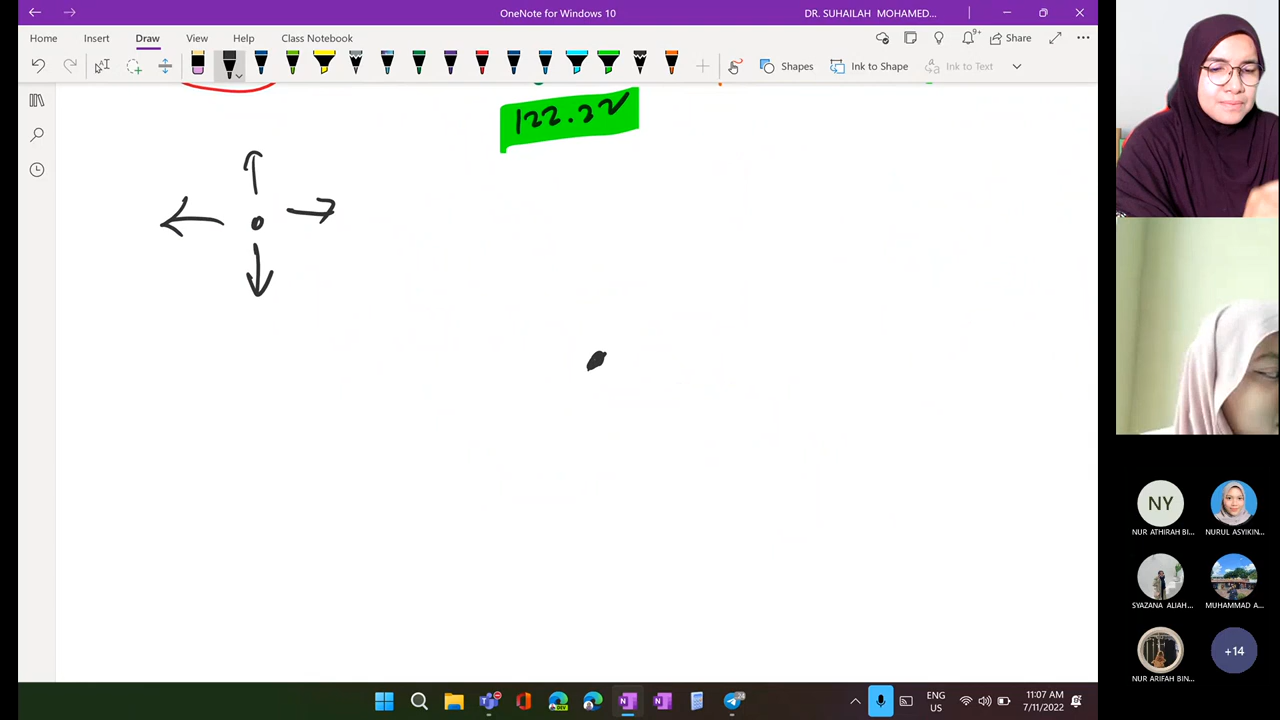 OneNote for Windows 10
DR. SUHAILAH MOHAMED...
Home
Insert
Draw
View
Help
Class Notebook
9+
Share
Shapes
Ink to Shape
Ink to Text
122.22
NY
NUR ATHIRAH BI...
NURUL ASYIKIN...
SYAZANA ALIAH...
MUHAMMAD A...
NUR ARIFAH BIN...
+14
DEV
ENG
US
11:07 AM
7/11/2022